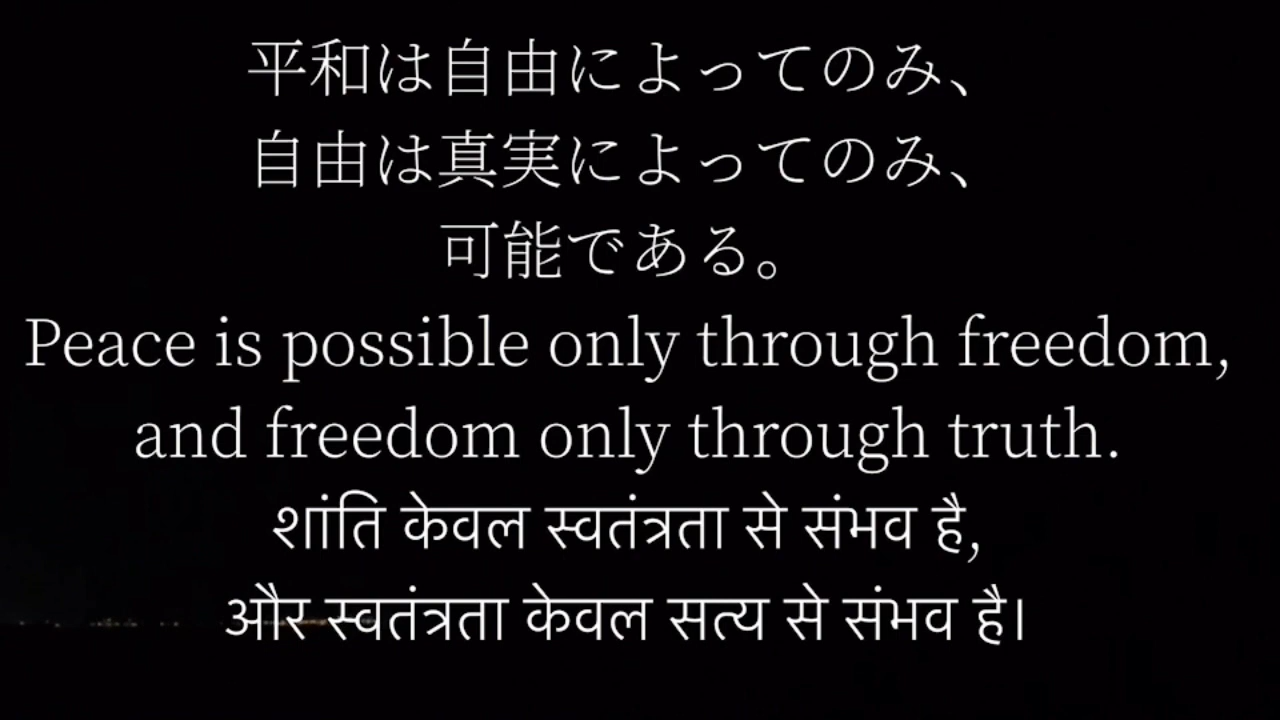 平和は自由によってのみ、
自由は真実によってのみ、
可能である。
Peace is possible only through freedom,
and freedom only through truth.
शांति केवल स्वतंत्रता से संभव है,
और स्वतंत्रता केवल सत्य से संभव है।